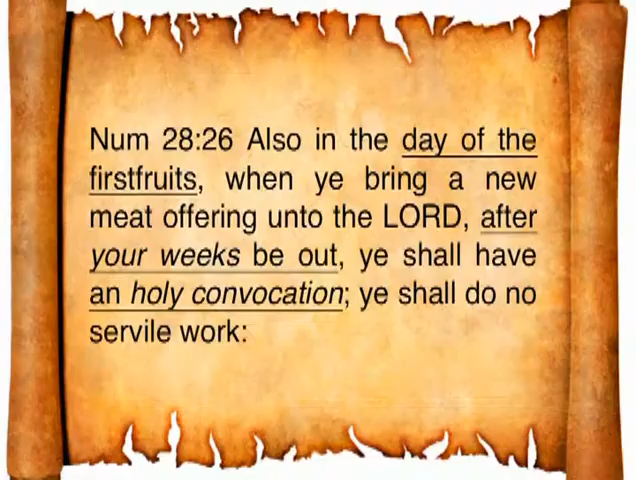 Num 28:26 Also in the day of the
firstfruits, when ye bring a new
meat offering unto the LORD, after
your weeks be out, ye shall have
an holy convocation; ye shall do no
servile work: